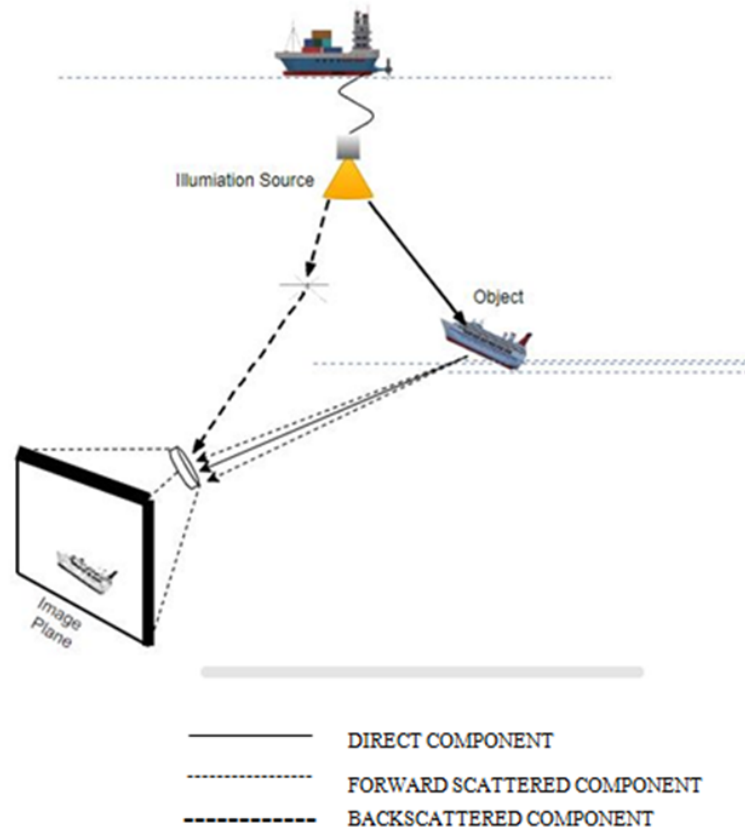 Illumiation Source
Object
Image
Plane
DIRECT COMPONENT
FORWARD SCATTERED COMPONENT
BACKSCATTERED COMPONENT